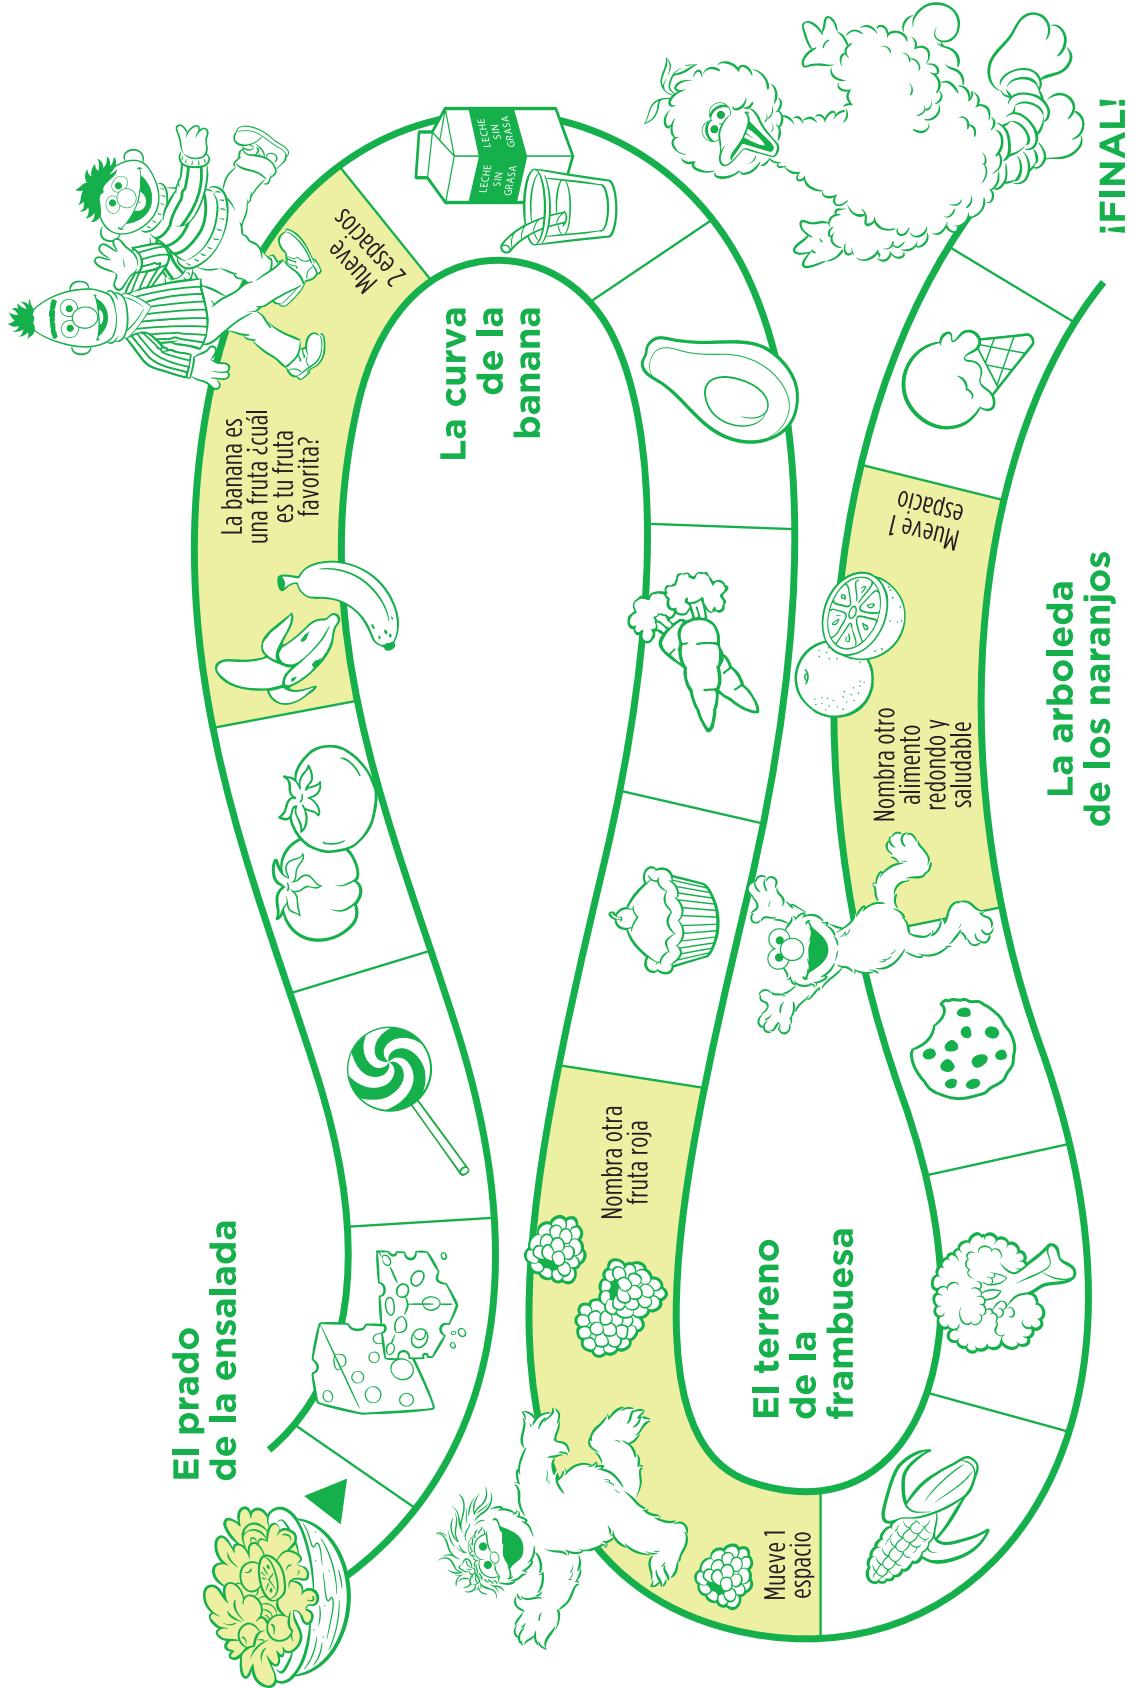 El prado
de la ensalada
La banana es
una fruta ¿cuál
es tu fruta
favorita?
Mueve
2 espacios
La curva
de la
banana
LECHE
SIN
GRASA
LECHE
SIN
GRASA
Nombra otra
fruta roja
El terreno
de la
frambuesa
Mueve 1
espacio
Nombra otro
alimento
redondo y
saludable
Mueve 1
espacio
La arboleda
de los naranjos
¡FINAL!